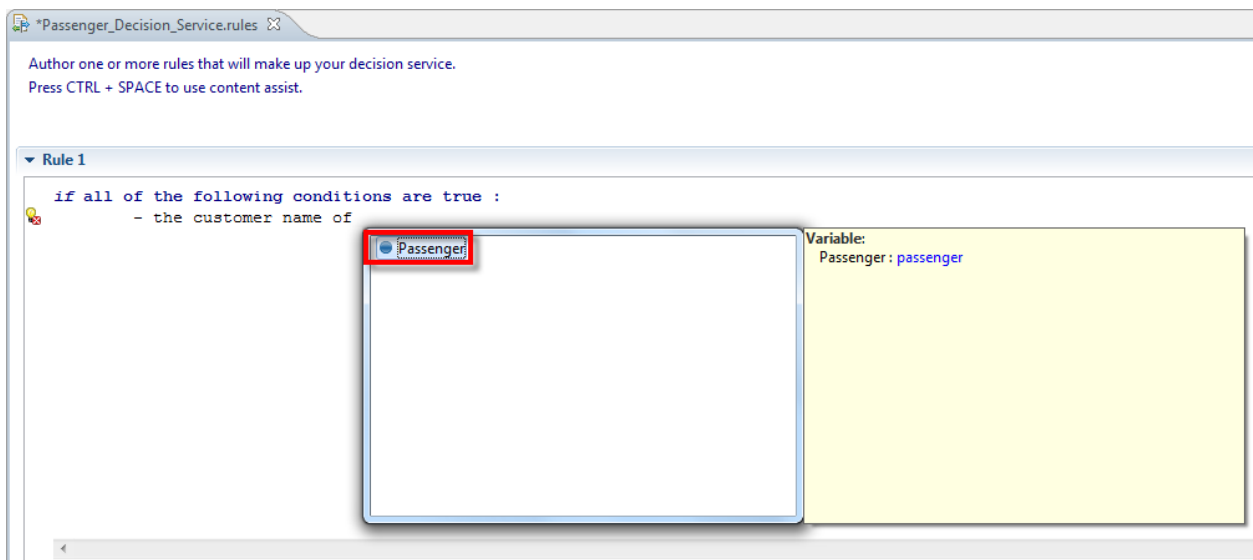 *Passenger_Decision_Service.rules
Author one or more rules that will make up your decision service.
Press CTRL + SPACE to use content assist.
Rule 1
if all of the following conditions are true :
- the customer name of
Passenger
Variable:
Passenger : passenger